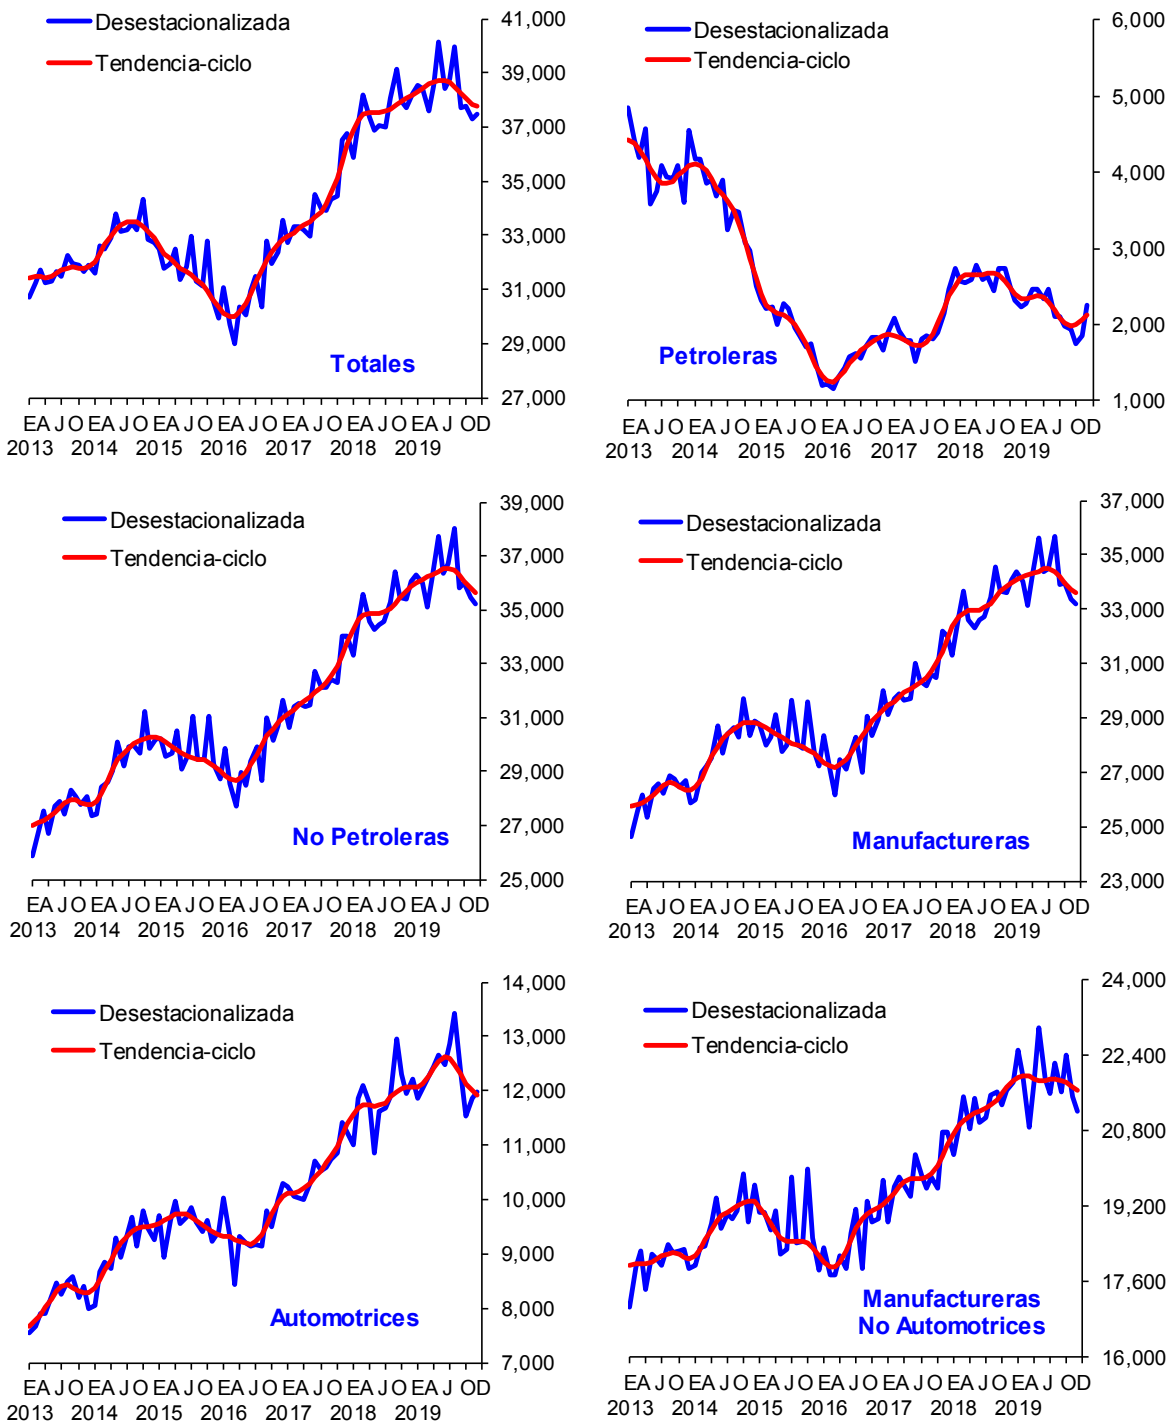 Desestacionalizada
Tendencia-ciclo
41,000
39,000
37,000
35,000
33,000
31,000
29,000
27,000
Totales
EA J O EA J O EA J O EA J O EA J O EA J O EA J OD
2013 2014 2015 2016 2017 2018 2019
Desestacionalizada
Tendencia-ciclo
6,000
5,000
4,000
3,000
2,000
1,000
Petroleras
EA J O EA J O EA J O EA J O EA J O EA J O EA J OD
2013 2014 2015 2016 2017 2018 2019
Desestacionalizada
Tendencia-ciclo
39,000
37,000
35,000
33,000
31,000
29,000
27,000
25,000
No Petroleras
EA J O EA J O EA J O EA J O EA J O EA J O EA J OD
2013 2014 2015 2016 2017 2018 2019
Desestacionalizada
Tendencia-ciclo
37,000
35,000
33,000
31,000
29,000
27,000
25,000
23,000
Manufactureras
EA J O EA J O EA J O EA J O EA J O EA J O EA J OD
2013 2014 2015 2016 2017 2018 2019
Desestacionalizada
Tendencia-ciclo
14,000
13,000
12,000
11,000
10,000
9,000
8,000
7,000
Automotrices
EA J O EA J O EA J O EA J O EA J O EA J O EA J OD
2013 2014 2015 2016 2017 2018 2019
Desestacionalizada
Tendencia-ciclo
24,000
22,400
20,800
19,200
17,600
16,000
Manufactureras
No Automotrices
EA J O EA J O EA J O EA J O EA J O EA J O EA J OD
2013 2014 2015 2016 2017 2018 2019